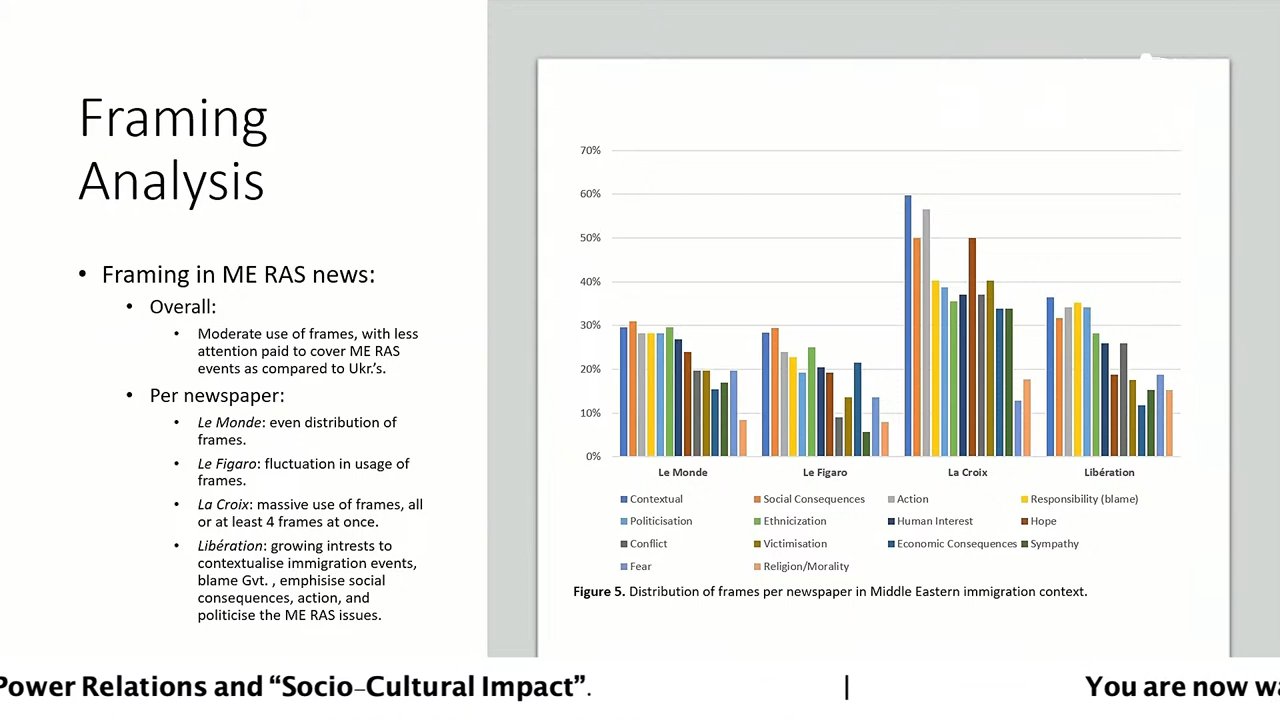 Framing
Analysis
• Framing in ME RAS news:
• Overall:
• Moderate use of frames, with less
attention paid to cover ME RAS
events as compared to Ukr.'s.
• Per newspaper:
• Le Monde: even distribution of
frames.
• Le Figaro: fluctuation in usage of
frames.
• La Croix: massive use of frames, all
or at least 4 frames at once.
• Libération: growing intrests to
contextualise immigration events,
blame Gvt. , emphisise social
consequences, action, and
politicise the ME RAS issues.
70%
60%
50%
40%
30%
20%
10%
0%
Le Monde Le Figaro La Croix Libération
Contextual Social Consequences Action Responsibility (blame)
Politicisation Ethnicization Human Interest Hope
Conflict Victimisation Economic Consequences Sympathy
Fear Religion/Morality
Figure 5. Distribution of frames per newspaper in Middle Eastern immigration context.
Power Relations and “Socio-Cultural Impact”. | You are now